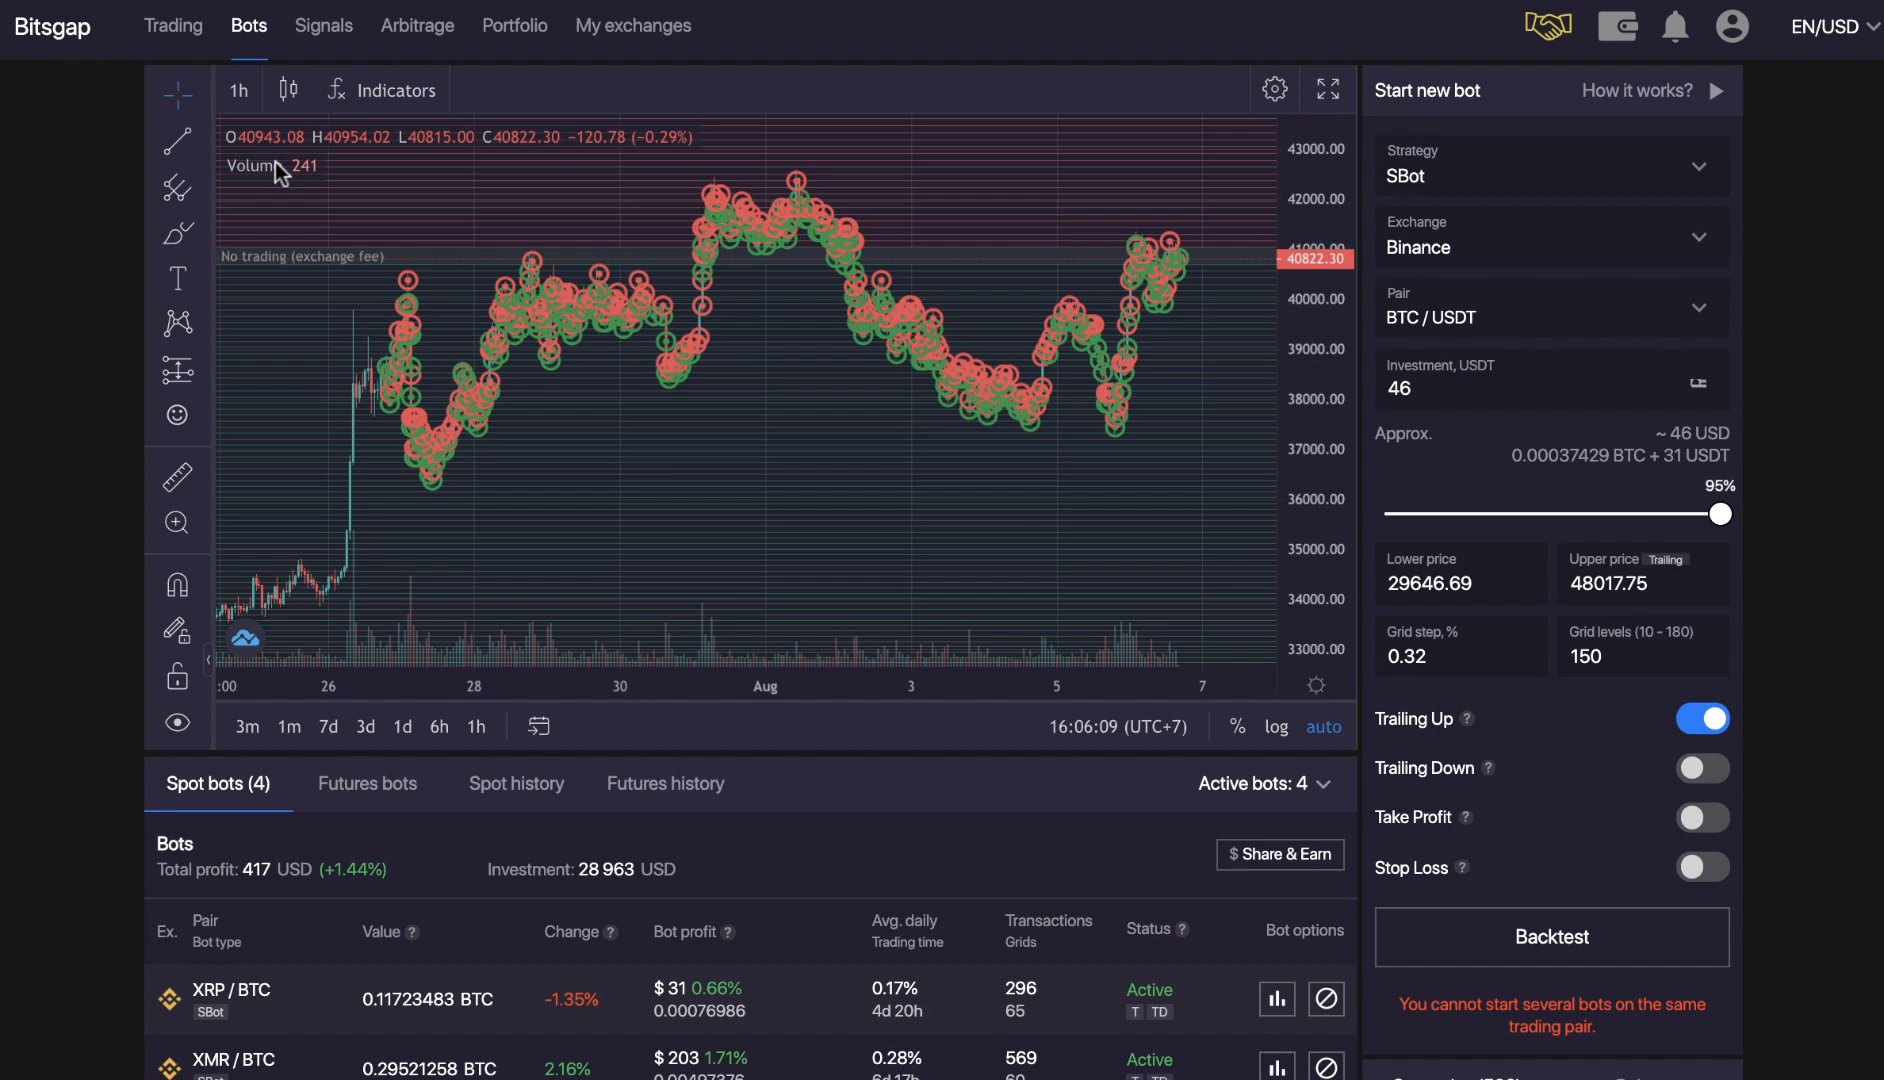 Bitsgap
Trading Bots Signals Arbitrage Portfolio My exchanges
EN/USD
1h
Indicators
O40943.08 H40954.02 L40815.00 C40822.30 −120.78 (−0.29%)
241
No trading (exchange fee)
43000.00
42000.00
41000.00
40822.30
40000.00
39000.00
38000.00
37000.00
36000.00
35000.00
34000.00
33000.00
:00 26 28 30 Aug 3 5 7
3m 1m 7d 3d 1d 6h 1h
16:06:09 (UTC+7) % log auto
Start new bot How it works?
Strategy
SBot
Exchange
Binance
Pair
BTC / USDT
Investment, USDT
46
Approx. ~ 46 USD
0.00037429 BTC + 31 USDT
95%
Lower price
29646.69
Upper price Trailing
48017.75
Grid step, %
0.32
Grid levels (10 - 180)
150
Trailing Up ?
Trailing Down ?
Take Profit ?
Stop Loss ?
Backtest
You cannot start several bots on the same
trading pair.
Spot bots (4) Futures bots Spot history Futures history Active bots: 4
Bots
Total profit: 417 USD (+1.44%) Investment: 28 963 USD
$ Share & Earn
Ex. Pair Value ? Change ? Bot profit ? Avg. daily Transactions Status ? Bot options
Bot type Trading time Grids
XRP / BTC 0.11723483 BTC -1.35% $ 31 0.66% 0.17% 296 Active
SBot 0.00076986 4d 20h 65 T TD
XMR / BTC 0.29521258 BTC 2.16% $ 203 1.71% 0.28% 569 Active